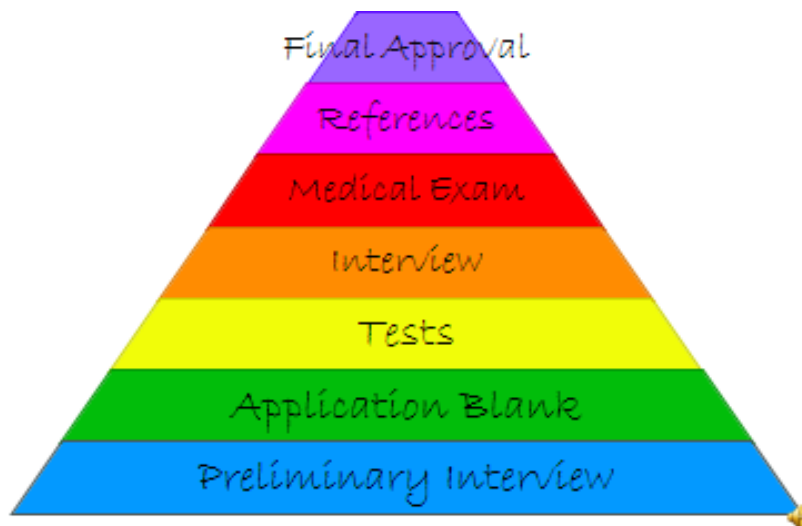 Final Approval
References
Medical Exam
Interview
Tests
Application Blank
Preliminary Interview